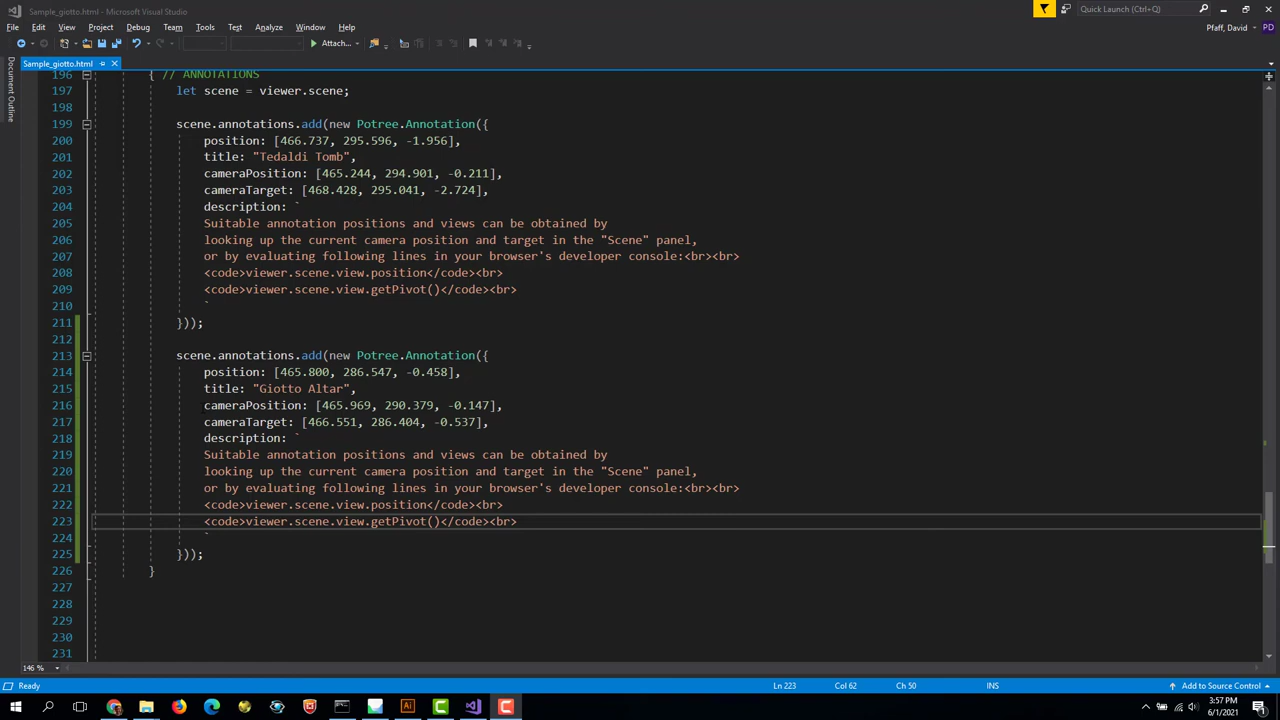 Sample_giotto.html - Microsoft Visual Studio
Quick Launch (Ctrl+Q)
File Edit View Project Debug Team Tools Analyze Window Help
Pfaff, David PD
Attach...
Document Outline
Sample_giotto.html
196 { // ANNOTATIONS
197 let scene = viewer.scene;
198
199 scene.annotations.add(new Potree.Annotation({
200 position: [466.737, 295.596, -1.956],
201 title: "Tedaldi Tomb",
202 cameraPosition: [465.244, 294.901, -0.211],
203 cameraTarget: [468.428, 295.041, -2.724],
204 description: `
205 Suitable annotation positions and views can be obtained by
206 looking up the current camera position and target in the "Scene" panel,
207 or by evaluating following lines in your browser's developer console:<br><br>
208 <code>viewer.scene.view.position</code><br>
209 <code>viewer.scene.view.getPivot()</code><br>
210 `
211 }));
212
213 scene.annotations.add(new Potree.Annotation({
214 position: [465.800, 286.547, -0.458],
215 title: "Giotto Altar",
216 cameraPosition: [465.969, 290.379, -0.147],
217 cameraTarget: [466.551, 286.404, -0.537],
218 description: `
219 Suitable annotation positions and views can be obtained by
220 looking up the current camera position and target in the "Scene" panel,
221 or by evaluating following lines in your browser's developer console:<br><br>
222 <code>viewer.scene.view.position</code><br>
223 <code>viewer.scene.view.getPivot()</code><br>
224 `
225 }));
226 }
227
228
229
230
231
146 %
Ready Ln 223 Col 62 Ch 50 INS Add to Source Control
3:57 PM
6/1/2021